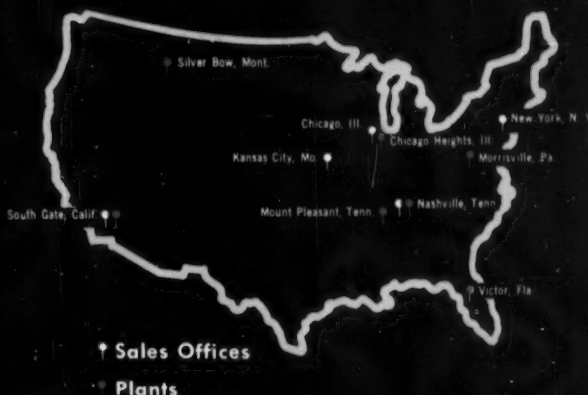 Silver Bow, Mont.
Chicago, Ill.
New York, N
Chicago Heights, Ill
Kansas City, Mo.
Morrisville, Pa
South Gate, Calif
Mount Pleasant, Tenn.
Nashville, Tenn
Victor, Fla.
Sales Offices
Plants